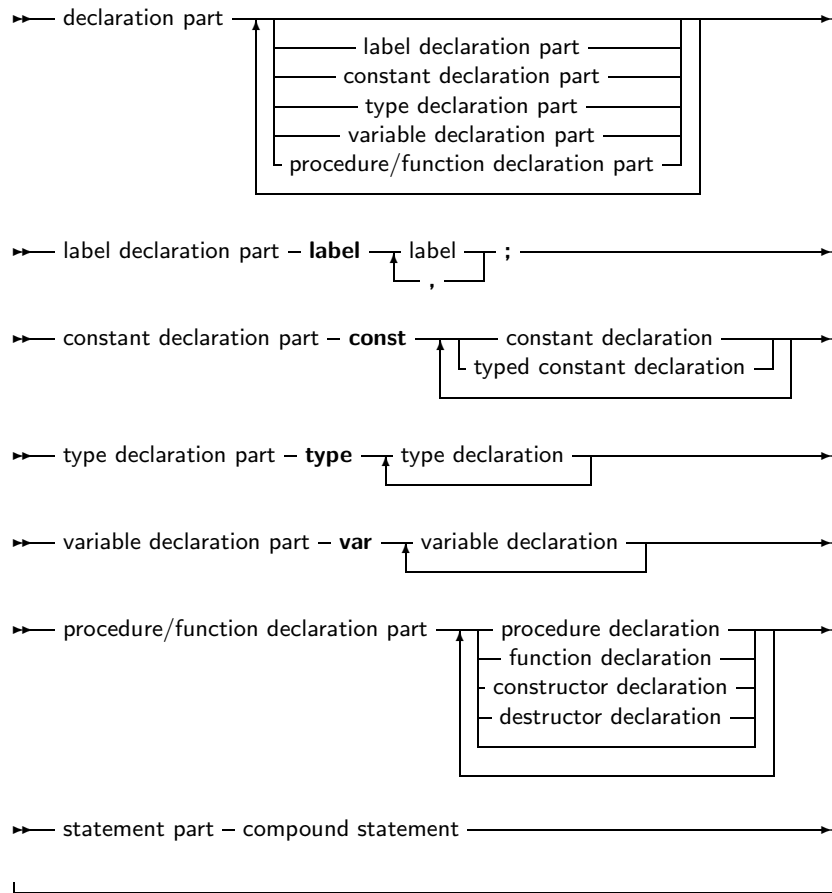 declaration part
label declaration part
constant declaration part
type declaration part
variable declaration part
procedure/function declaration part
label declaration part label label ;
,
constant declaration part const constant declaration
typed constant declaration
type declaration part type type declaration
variable declaration part var variable declaration
procedure/function declaration part procedure declaration
function declaration
constructor declaration
destructor declaration
statement part compound statement